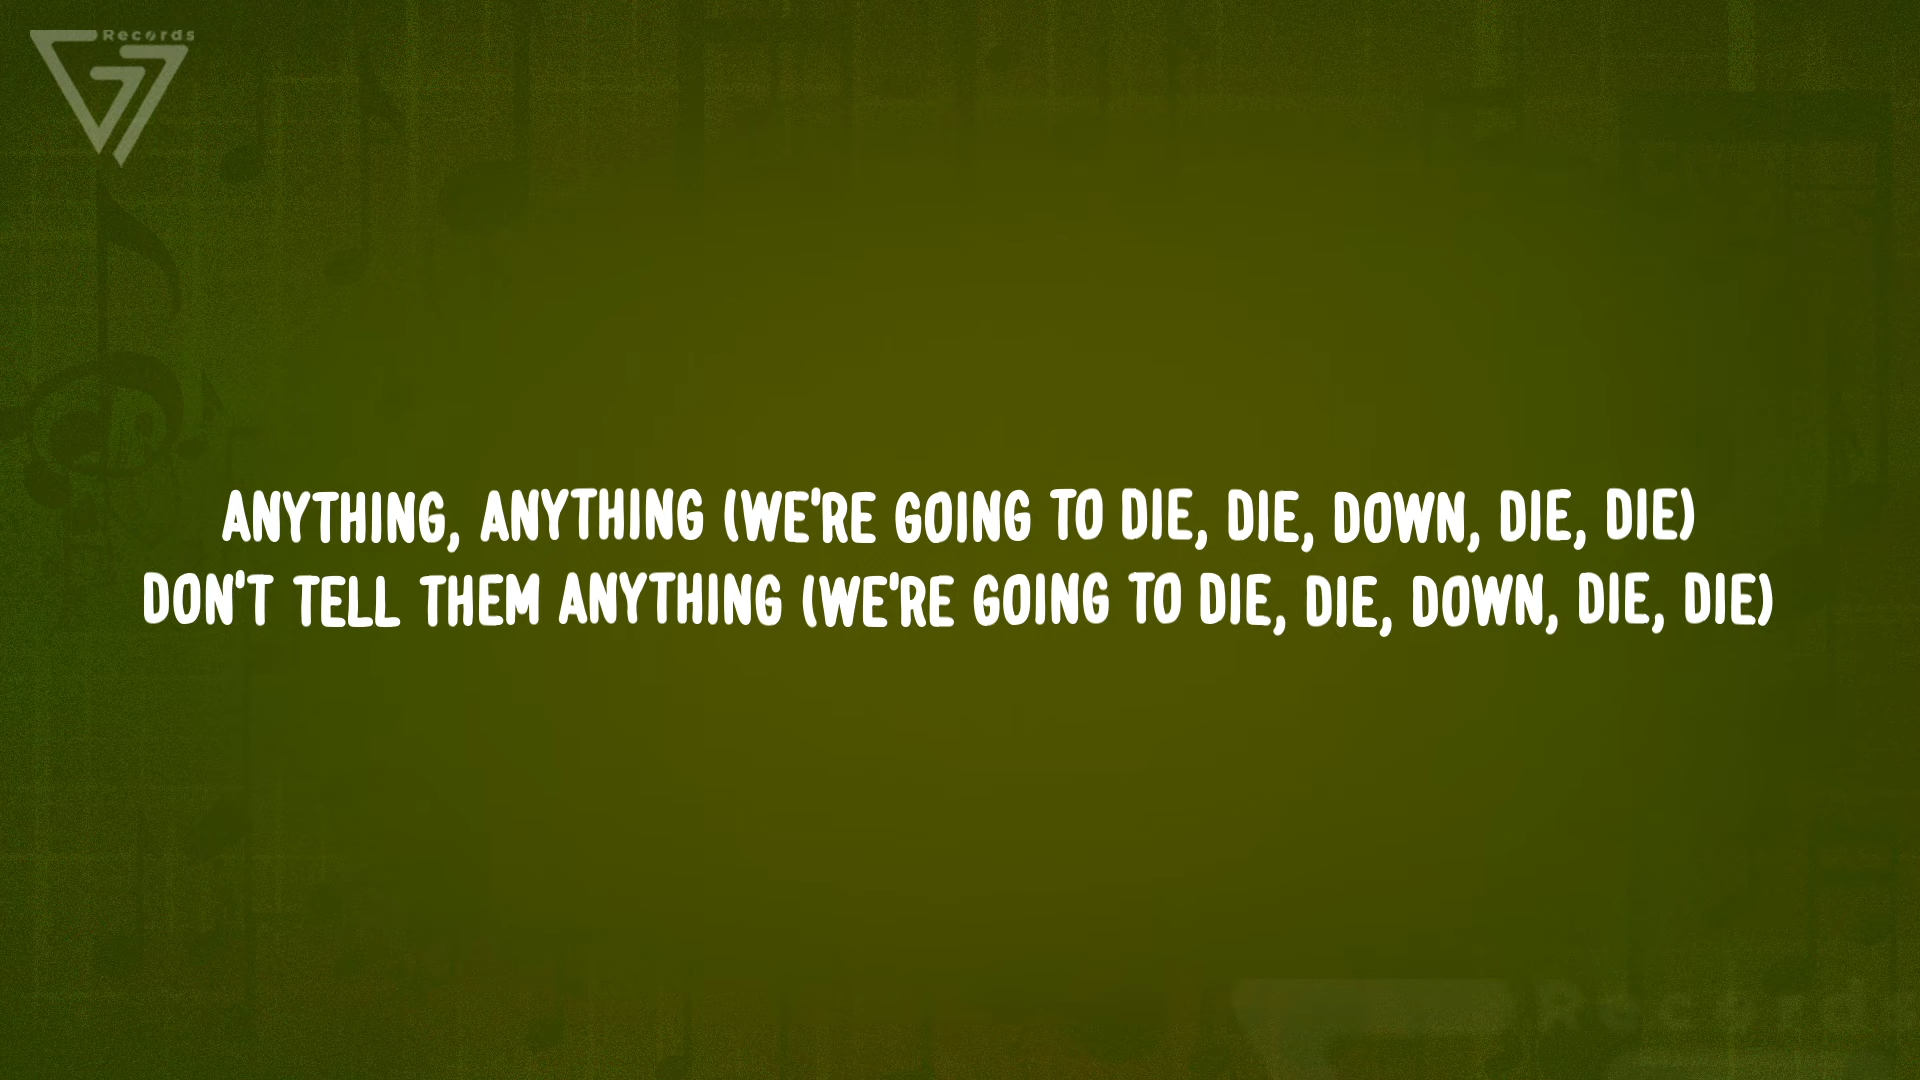 Records
ANYTHING, ANYTHING (WE'RE GOING TO DIE, DIE, DOWN, DIE, DIE)
DON'T TELL THEM ANYTHING (WE'RE GOING TO DIE, DIE, DOWN, DIE, DIE)
Records